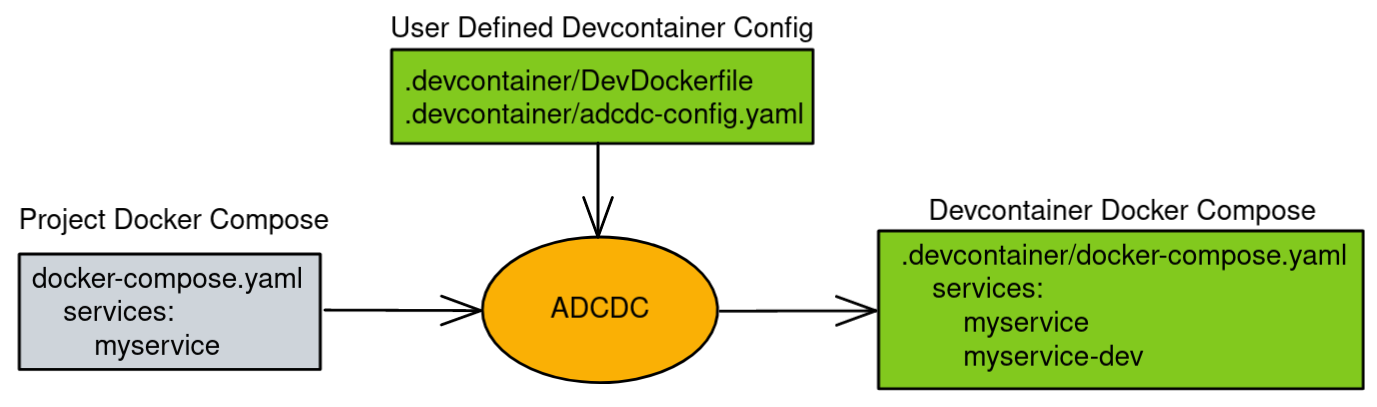 User Defined Devcontainer Config
.devcontainer/DevDockerfile
.devcontainer/adcdc-config.yaml
Project Docker Compose
docker-compose.yaml
services:
myservice
ADCDC
Devcontainer Docker Compose
.devcontainer/docker-compose.yaml
services:
myservice
myservice-dev